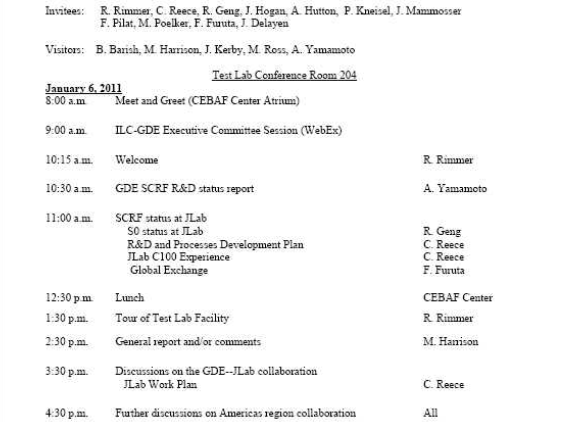 Invitees: R. Rimmer, C. Reece, R. Geng, J. Hogan, A. Hutton, P. Kneisel, J. Mammosser
F. Pilat, M. Poelker, F. Furuta, J. Delayen
Visitors: B. Barish, M. Harrison, J. Kerby, M. Ross, A. Yamamoto
Test Lab Conference Room 204
January 6, 2011
8:00 a.m. Meet and Greet (CEBAF Center Atrium)
9:00 a.m. ILC-GDE Executive Committee Session (WebEx)
10:15 a.m. Welcome R. Rimmer
10:30 a.m. GDE SCRF R&D status report A. Yamamoto
11:00 a.m. SCRF status at JLab
S0 status at JLab R. Geng
R&D and Processes Development Plan C. Reece
JLab C100 Experience C. Reece
Global Exchange F. Furuta
12:30 p.m. Lunch CEBAF Center
1:30 p.m. Tour of Test Lab Facility R. Rimmer
2:30 p.m. General report and/or comments M. Harrison
3:30 p.m. Discussions on the GDE--JLab collaboration
JLab Work Plan C. Reece
4:30 p.m. Further discussions on Americas region collaboration All